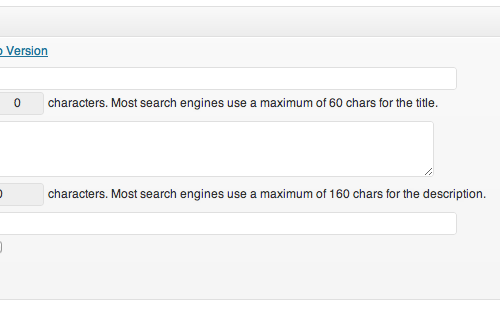 Version
0 characters. Most search engines use a maximum of 60 chars for the title.
0 characters. Most search engines use a maximum of 160 chars for the description.